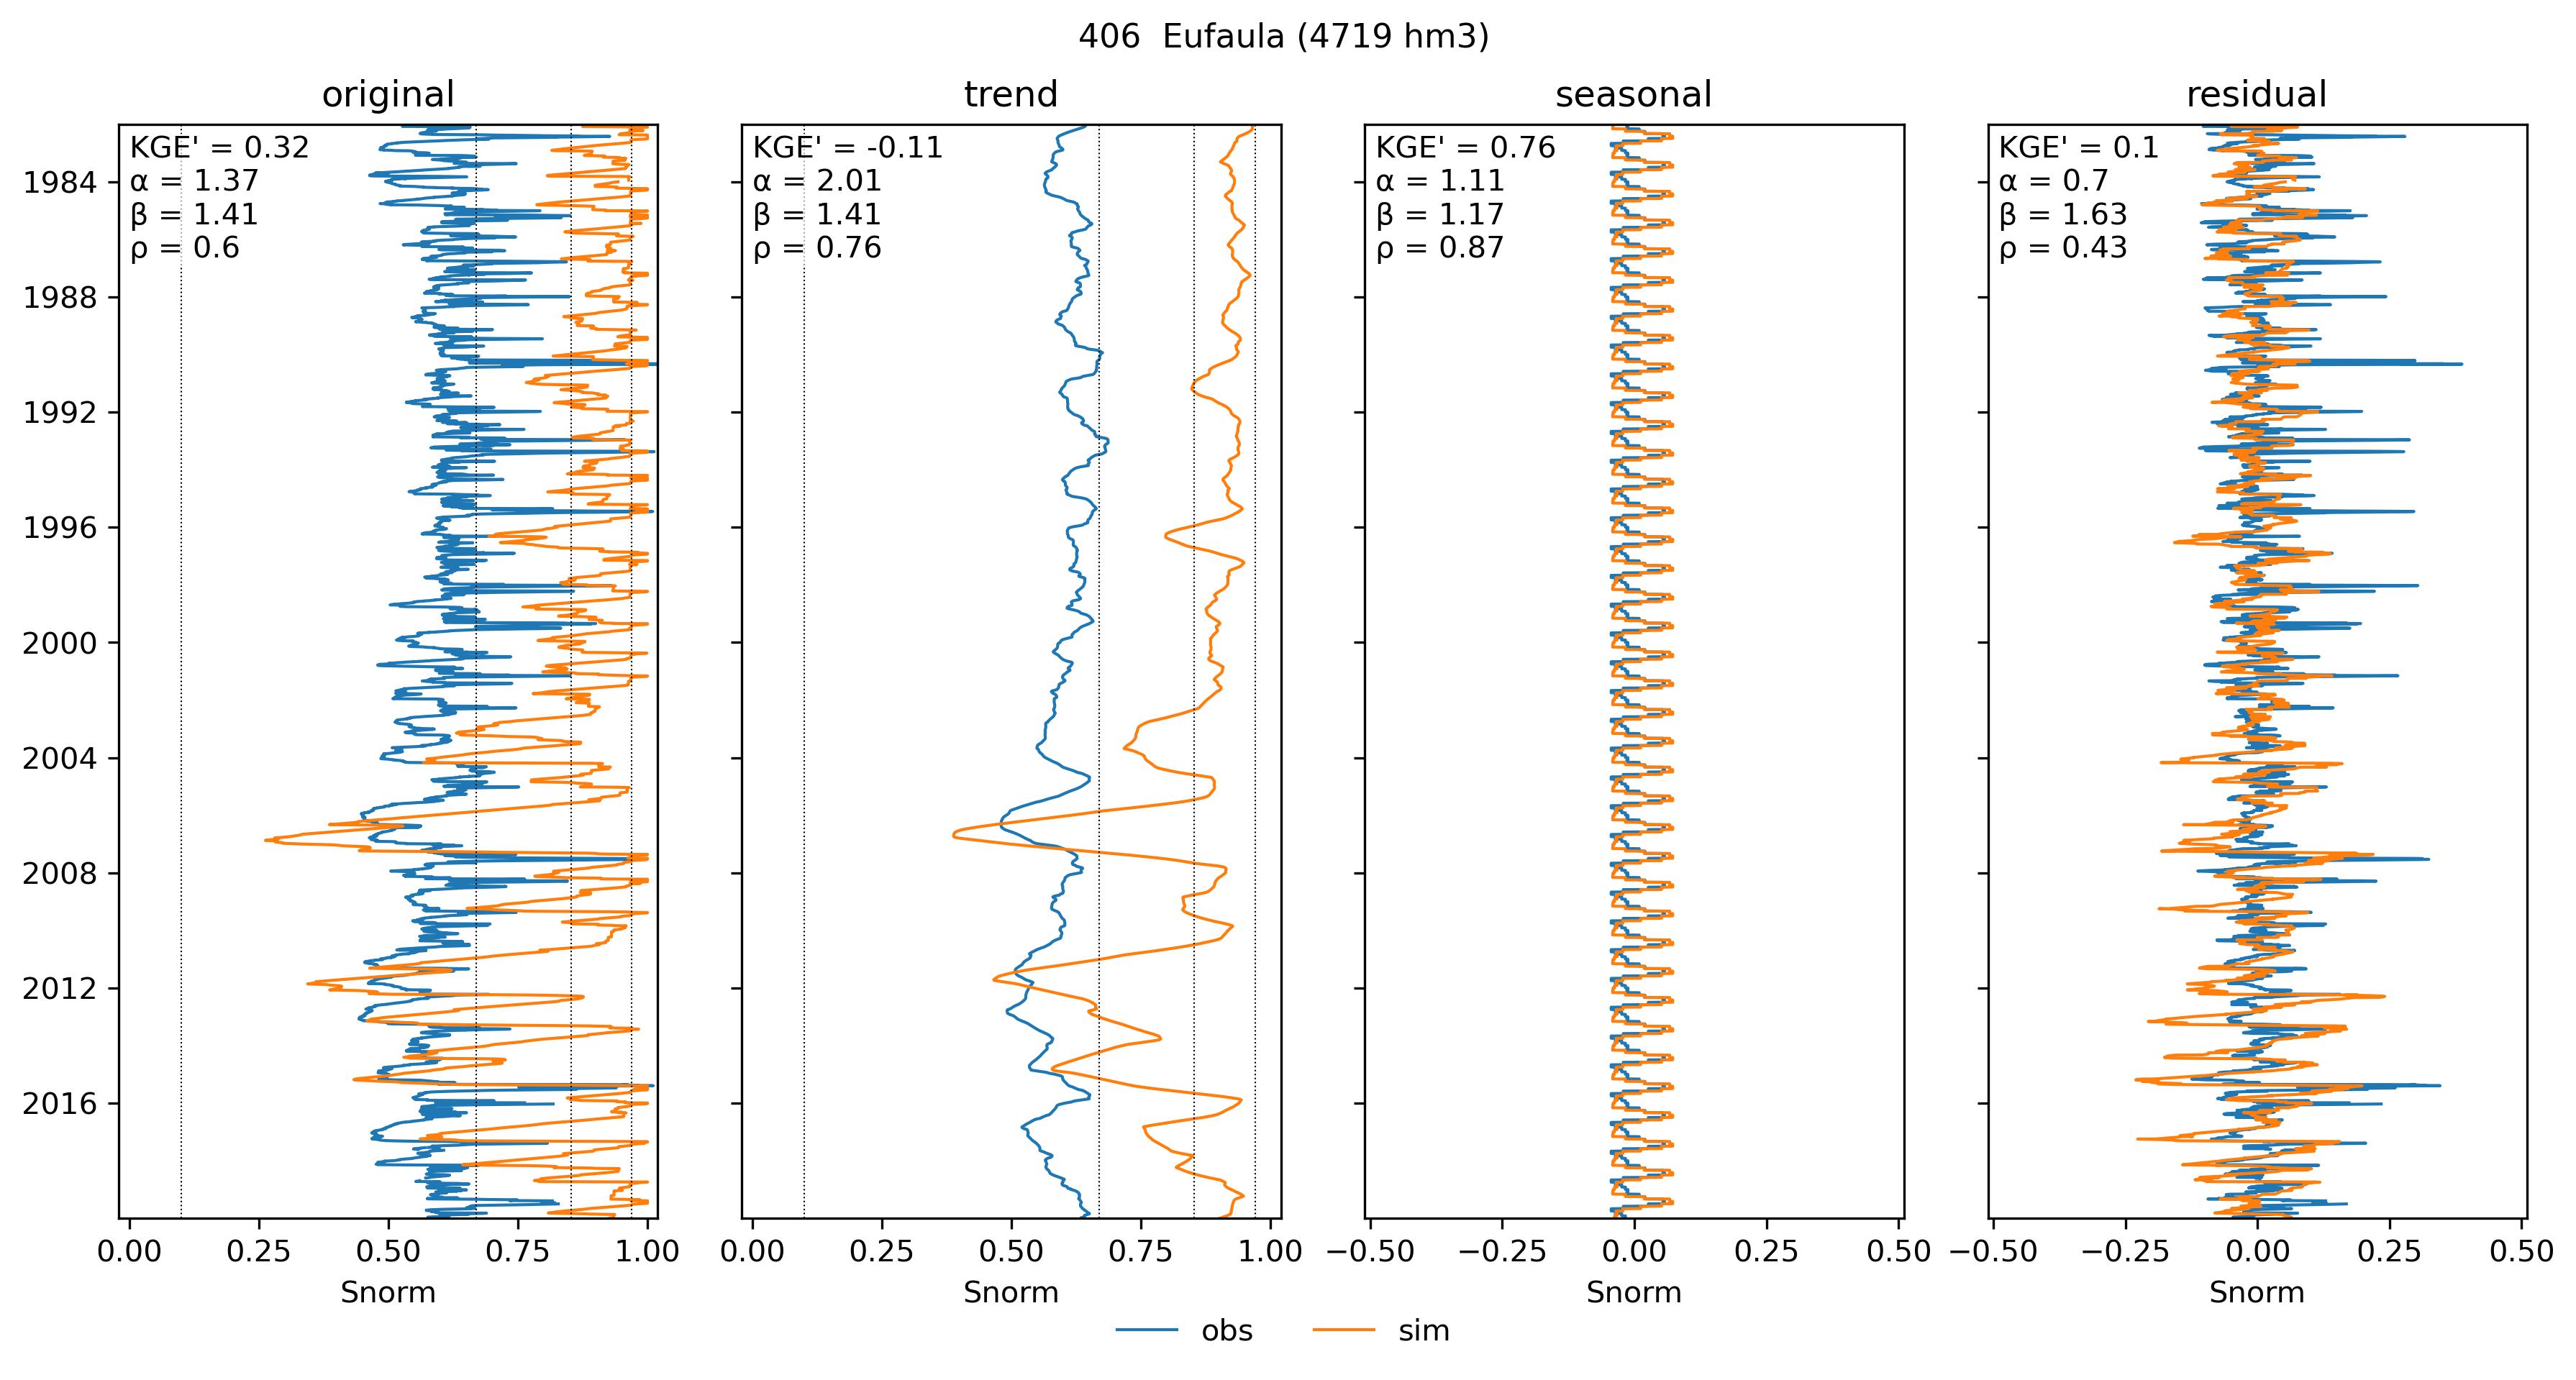 406  Eufaula (4719 hm3)
original
trend
seasonal
residual
KGE' = 0.32
α = 1.37
β = 1.41
ρ = 0.6
KGE' = -0.11
α = 2.01
β = 1.41
ρ = 0.76
KGE' = 0.76
α = 1.11
β = 1.17
ρ = 0.87
KGE' = 0.1
α = 0.7
β = 1.63
ρ = 0.43
1984
1988
1992
1996
2000
2004
2008
2012
2016
0.00 0.25 0.50 0.75 1.00
0.00 0.25 0.50 0.75 1.00
−0.50 −0.25 0.00 0.25 0.50
−0.50 −0.25 0.00 0.25 0.50
Snorm
Snorm
Snorm
Snorm
obs
sim